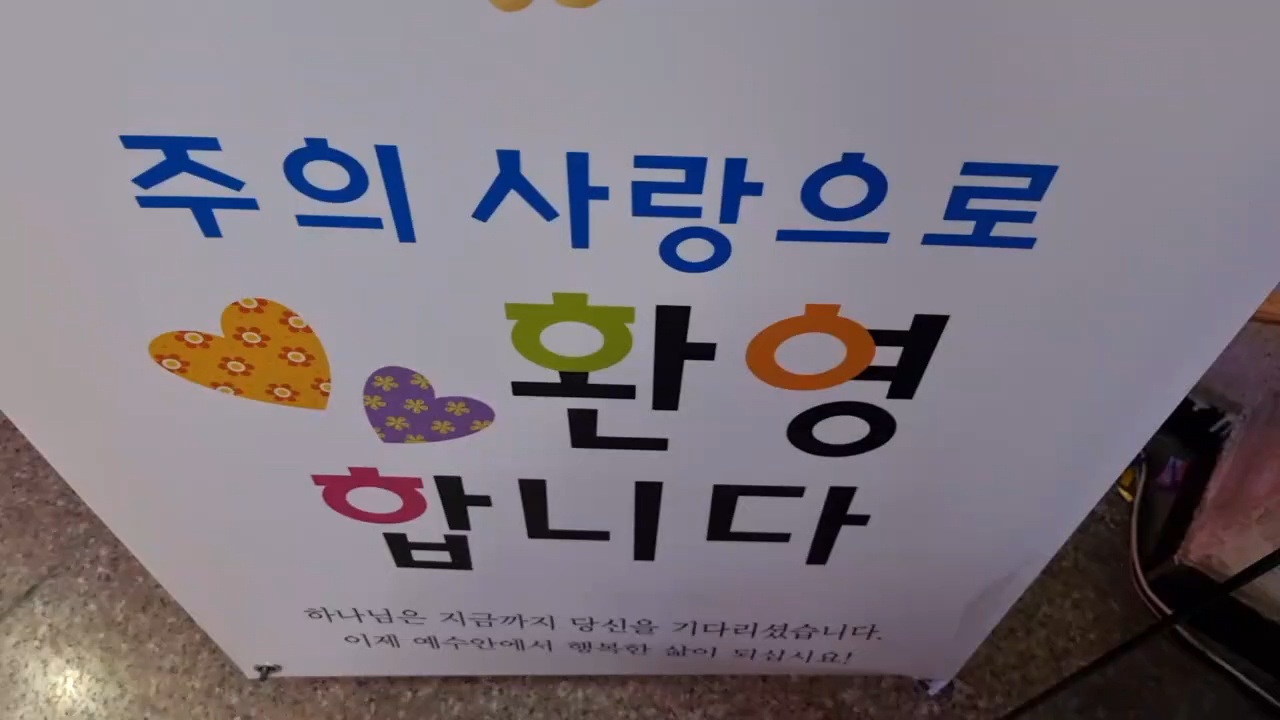 주의 사랑으로
환영
합니다
하나님은 지금까지 당신을 기다리셨습니다.
이제 예수안에서 행복한 삶이 되십시요!